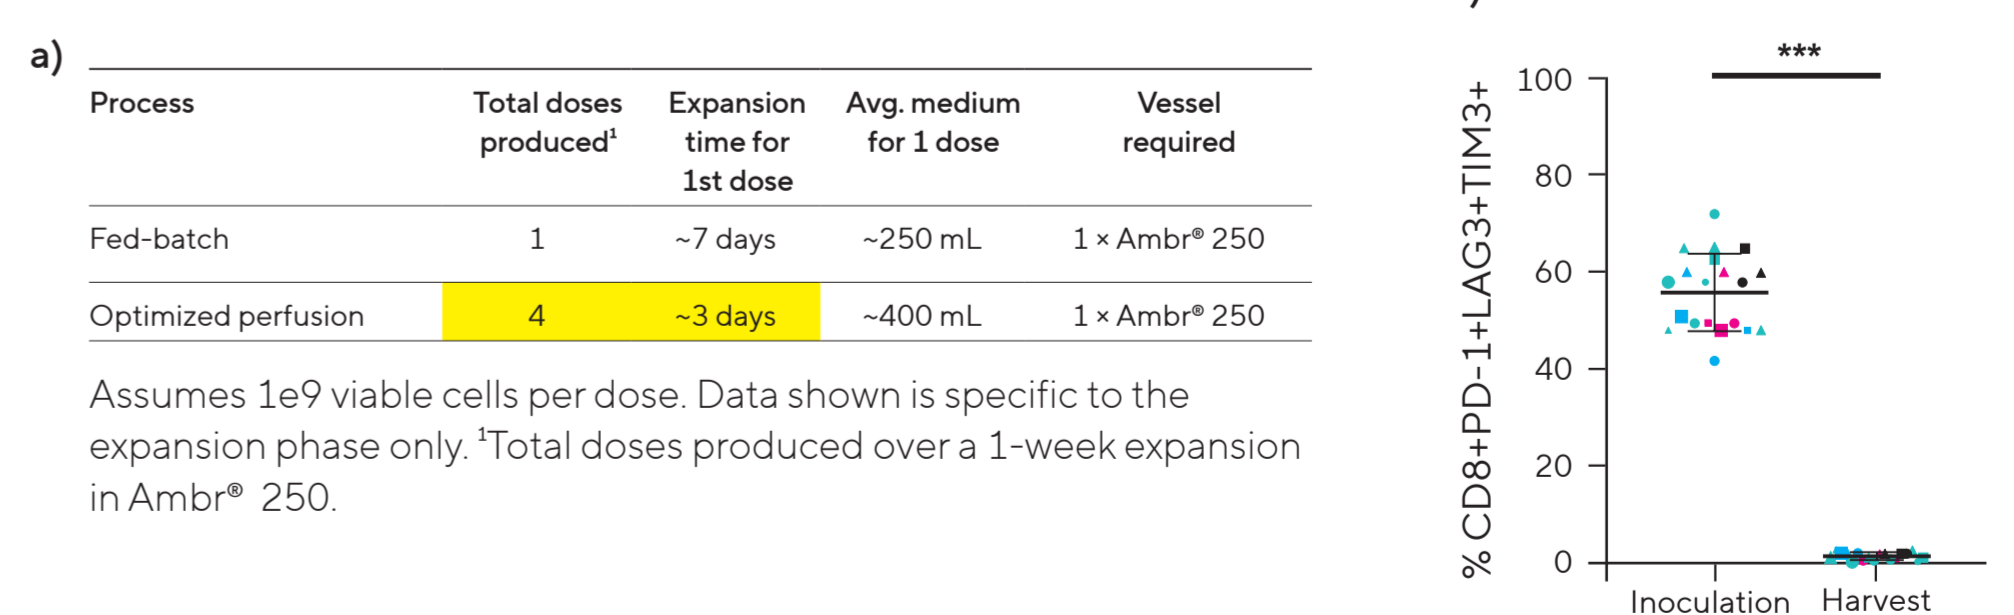 a)
Process
Total doses produced¹
Expansion time for 1st dose
Avg. medium for 1 dose
Vessel required
Fed-batch 1 ~7 days ~250 mL 1 × Ambr® 250
Optimized perfusion 4 ~3 days ~400 mL 1 × Ambr® 250
Assumes 1e9 viable cells per dose. Data shown is specific to the
expansion phase only. ¹Total doses produced over a 1-week expansion
in Ambr® 250.
% CD8+PD-1+LAG3+TIM3+
***
100
80
60
40
20
0
Inoculation Harvest